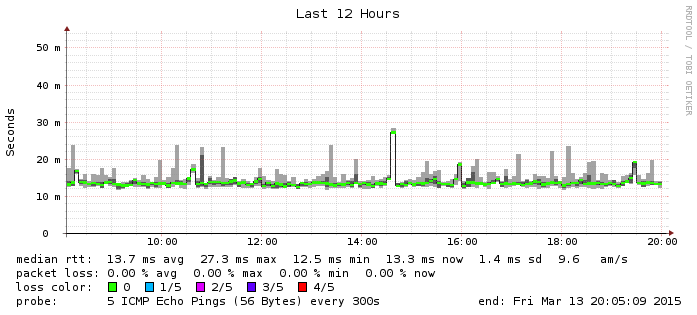 Last 12 Hours
RRDTOOL / TOBI OETIKER
Seconds
50 m
40 m
30 m
20 m
10 m
0
10:00 12:00 14:00 16:00 18:00 20:00
median rtt: 13.7 ms avg 27.3 ms max 12.5 ms min 13.3 ms now 1.4 ms sd 9.6 am/s
packet loss: 0.00 % avg 0.00 % max 0.00 % min 0.00 % now
loss color: 0 1/5 2/5 3/5 4/5
probe: 5 ICMP Echo Pings (56 Bytes) every 300s end: Fri Mar 13 20:05:09 2015